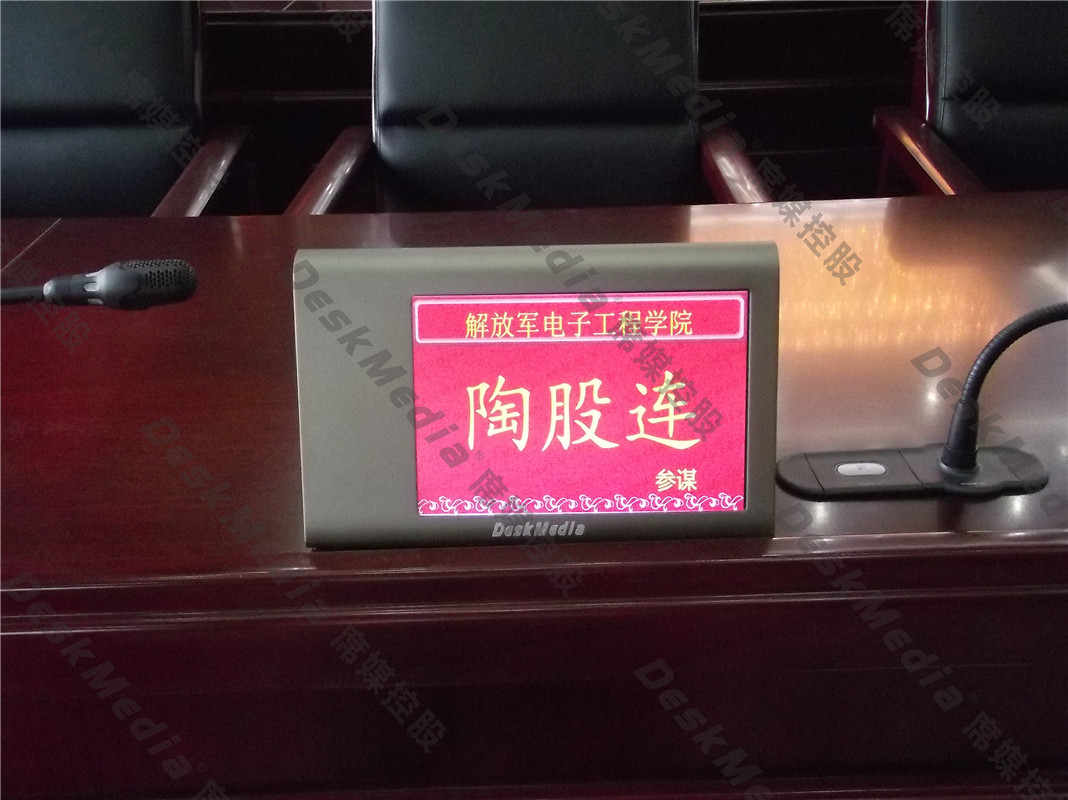 解放军电子工程学院
陶股连
参谋
DeskMedia
DeskMedia® 席媒控股